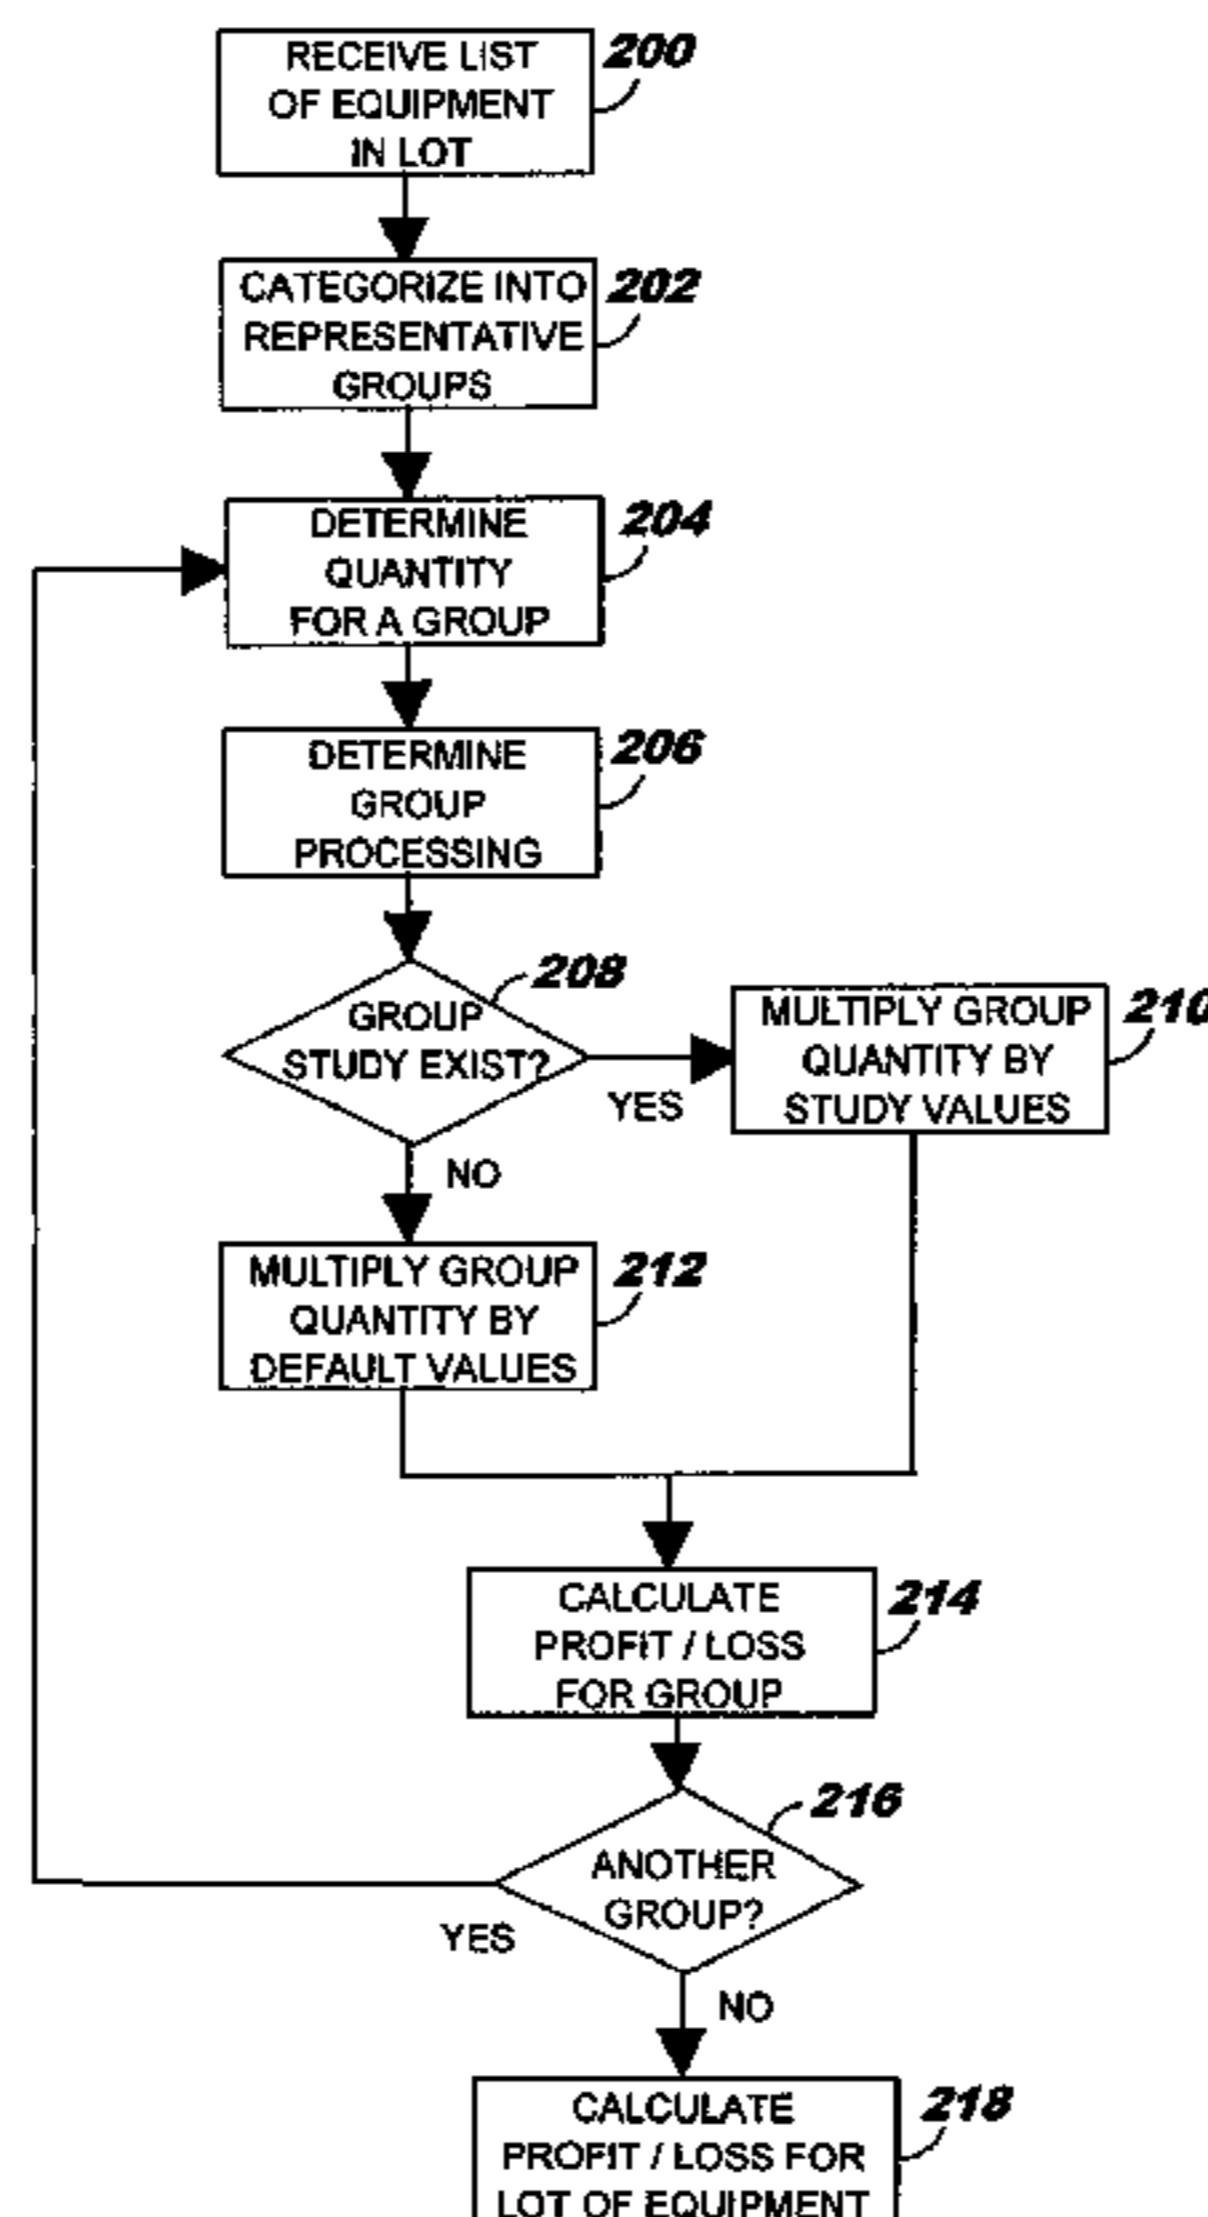 RECEIVE LIST
OF EQUIPMENT
IN LOT
200
CATEGORIZE INTO
REPRESENTATIVE
GROUPS
202
DETERMINE
QUANTITY
FOR A GROUP
204
DETERMINE
GROUP
PROCESSING
206
GROUP
STUDY EXIST?
208
YES
MULTIPLY GROUP
QUANTITY BY
STUDY VALUES
210
NO
MULTIPLY GROUP
QUANTITY BY
DEFAULT VALUES
212
CALCULATE
PROFIT / LOSS
FOR GROUP
214
ANOTHER
GROUP?
216
YES
NO
CALCULATE
PROFIT / LOSS FOR
LOT OF EQUIPMENT
218